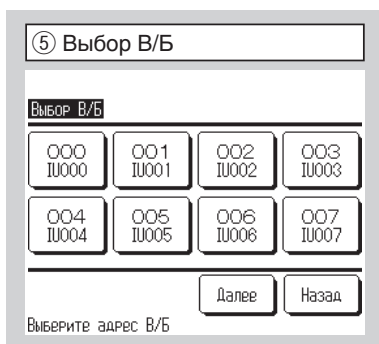 ⑤ Выбор В/Б
Выбор В/Б
000 001 002 003
IU000 IU001 IU002 IU003
004 005 006 007
IU004 IU005 IU006 IU007
Далее Назад
Выберите адрес В/Б